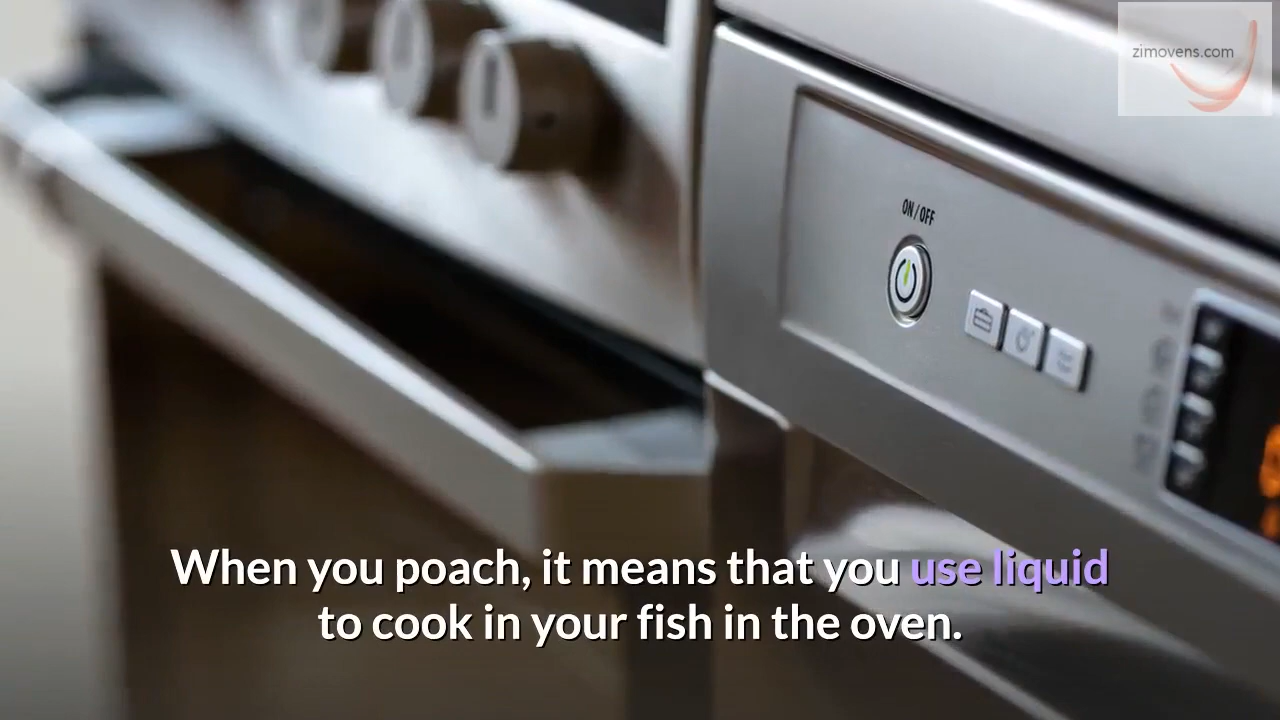 zimovens.com
ON/OFF
When you poach, it means that you use liquid
to cook in your fish in the oven.